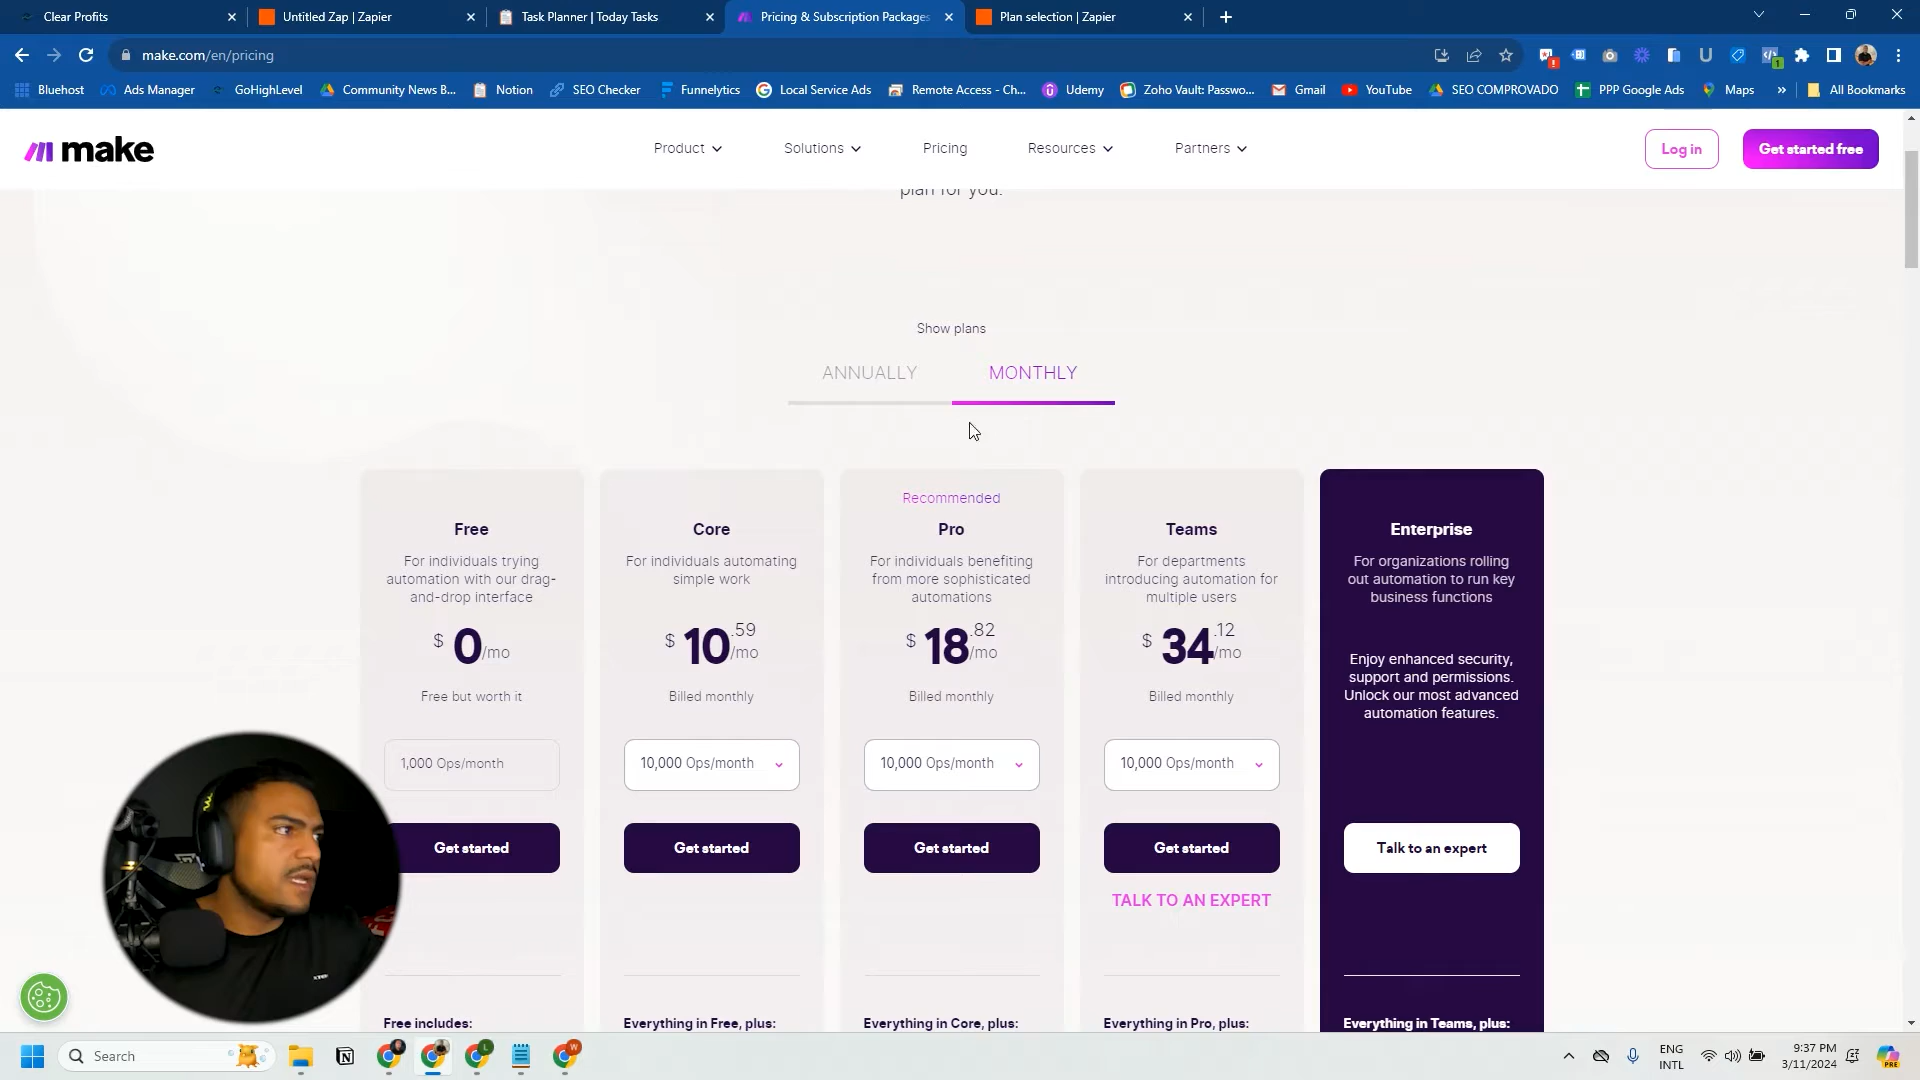 Clear Profits
Untitled Zap | Zapier
Task Planner | Today Tasks
Pricing & Subscription Packages
Plan selection | Zapier
make.com/en/pricing
Bluehost
Ads Manager
GoHighLevel
Community News B...
Notion
SEO Checker
Funnelytics
Local Service Ads
Remote Access - Ch...
Udemy
Zoho Vault: Passwo...
Gmail
YouTube
SEO COMPROVADO
PPP Google Ads
Maps
»
All Bookmarks
make
Product
Solutions
Pricing
Resources
Partners
Log in
Get started free
plan for you.
Show plans
ANNUALLY
MONTHLY
Free
For individuals trying
automation with our drag-
and-drop interface
$ 0/mo
Free but worth it
1,000 Ops/month
Get started
Free includes:
Core
For individuals automating
simple work
$ 10.59/mo
Billed monthly
10,000 Ops/month
Get started
Everything in Free, plus:
Recommended
Pro
For individuals benefiting
from more sophisticated
automations
$ 18.82/mo
Billed monthly
10,000 Ops/month
Get started
Everything in Core, plus:
Teams
For departments
introducing automation for
multiple users
$ 34.12/mo
Billed monthly
10,000 Ops/month
Get started
TALK TO AN EXPERT
Everything in Pro, plus:
Enterprise
For organizations rolling
out automation to run key
business functions
Enjoy enhanced security,
support and permissions.
Unlock our most advanced
automation features.
Talk to an expert
Everything in Teams, plus:
Search
ENG
INTL
9:37 PM
3/11/2024